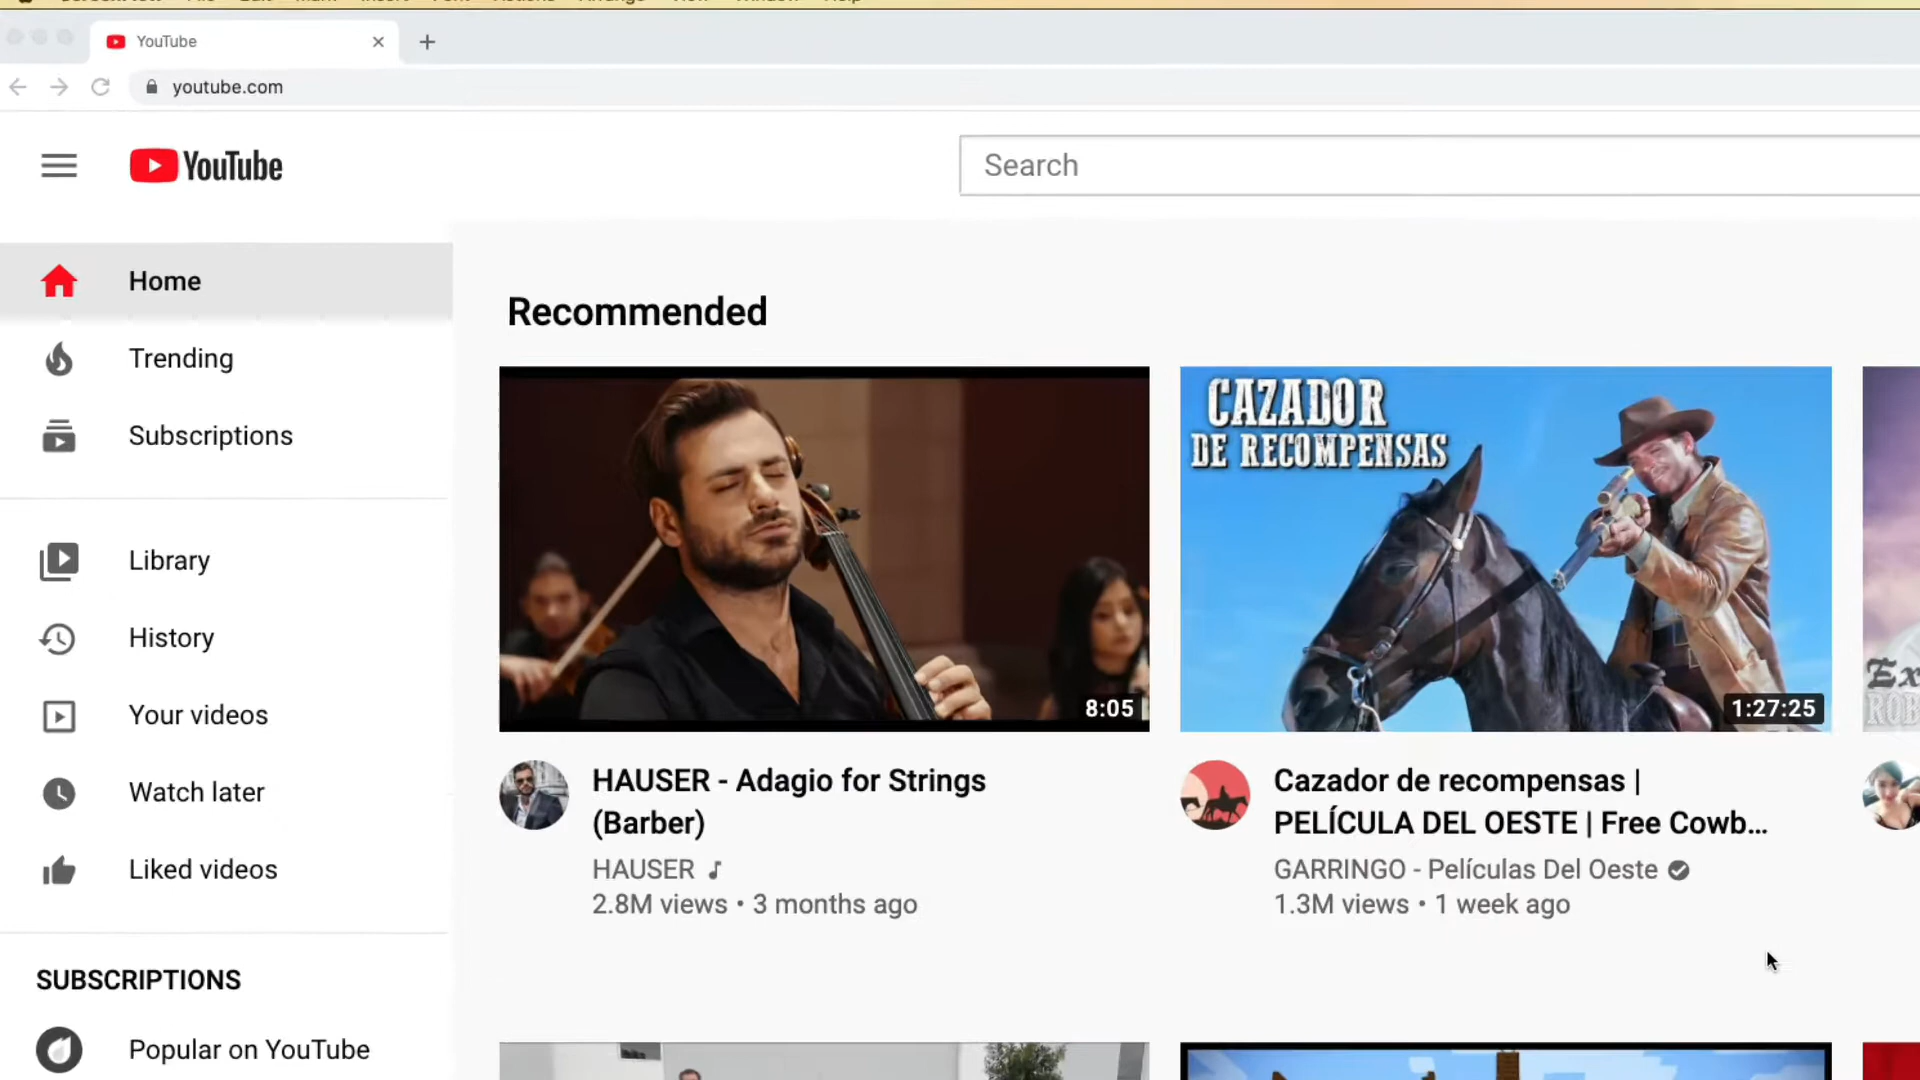 YouTube
youtube.com
YouTube
Search
Home
Trending
Subscriptions
Library
History
Your videos
Watch later
Liked videos
SUBSCRIPTIONS
Popular on YouTube
Recommended
8:05
HAUSER - Adagio for Strings
(Barber)
HAUSER
2.8M views • 3 months ago
CAZADOR
DE RECOMPENSAS
1:27:25
Cazador de recompensas |
PELÍCULA DEL OESTE | Free Cowb...
GARRINGO - Películas Del Oeste
1.3M views • 1 week ago